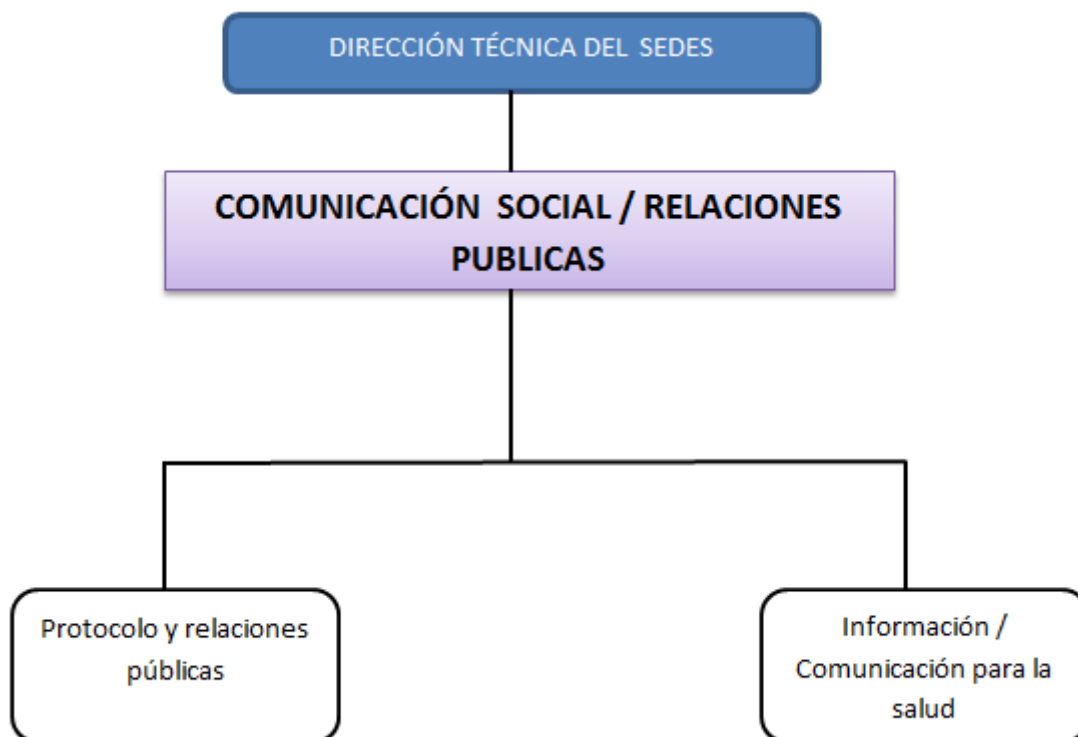 DIRECCIÓN TÉCNICA DEL SEDES
COMUNICACIÓN SOCIAL / RELACIONES
PUBLICAS
Protocolo y relaciones
públicas
Información /
Comunicación para la
salud